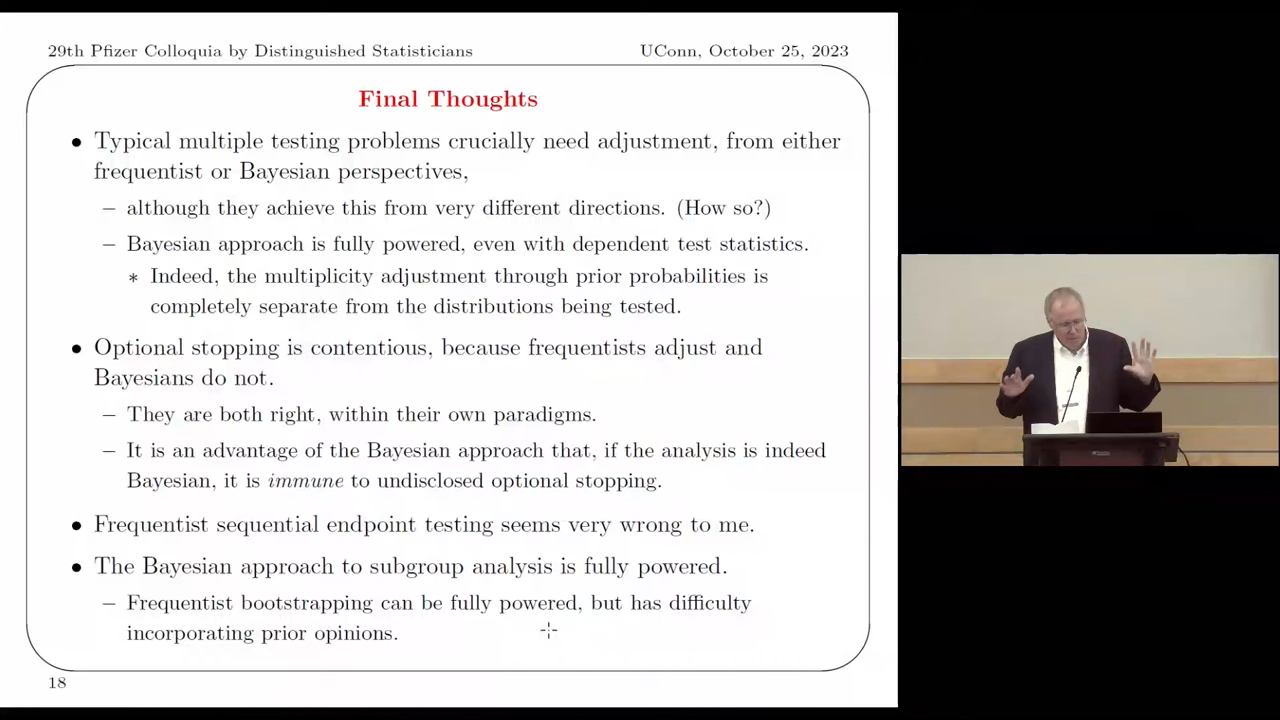 29th Pfizer Colloquia by Distinguished Statisticians UConn, October 25, 2023
Final Thoughts
• Typical multiple testing problems crucially need adjustment, from either
frequentist or Bayesian perspectives,
– although they achieve this from very different directions. (How so?)
– Bayesian approach is fully powered, even with dependent test statistics.
∗ Indeed, the multiplicity adjustment through prior probabilities is
completely separate from the distributions being tested.
• Optional stopping is contentious, because frequentists adjust and
Bayesians do not.
– They are both right, within their own paradigms.
– It is an advantage of the Bayesian approach that, if the analysis is indeed
Bayesian, it is immune to undisclosed optional stopping.
• Frequentist sequential endpoint testing seems very wrong to me.
• The Bayesian approach to subgroup analysis is fully powered.
– Frequentist bootstrapping can be fully powered, but has difficulty
incorporating prior opinions.
18